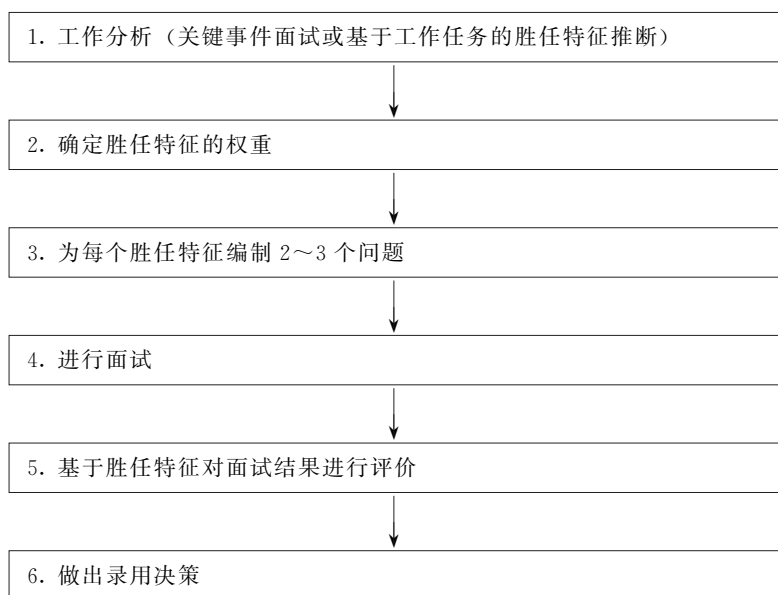 1. 工作分析（关键事件面试或基于工作任务的胜任特征推断）
2. 确定胜任特征的权重
3. 为每个胜任特征编制 2～3 个问题
4. 进行面试
5. 基于胜任特征对面试结果进行评价
6. 做出录用决策